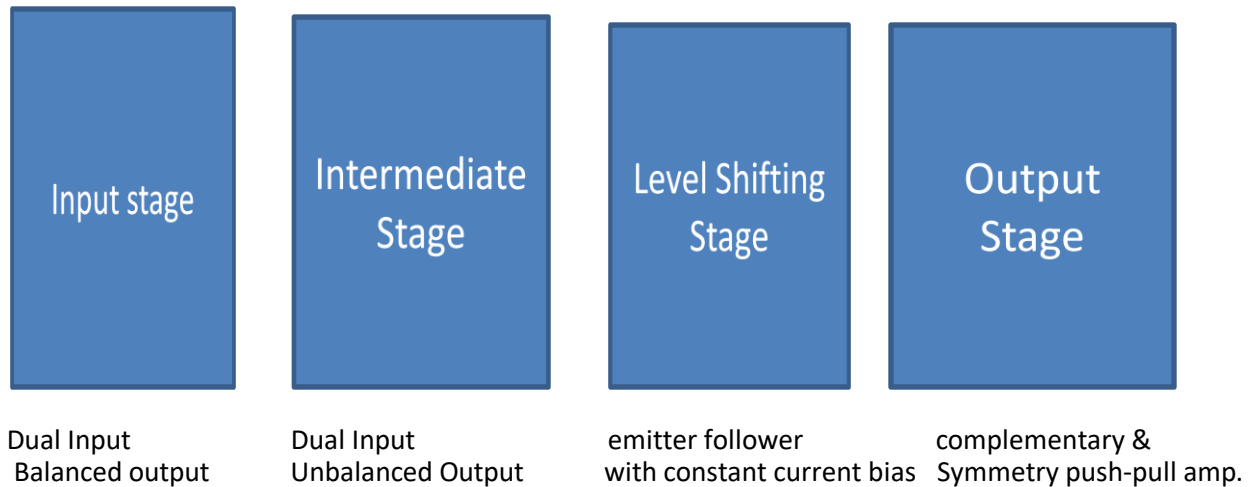 Input stage
Intermediate
Stage
Level Shifting
Stage
Output
Stage
Dual Input
Balanced output
Dual Input
Unbalanced Output
emitter follower
with constant current bias
complementary &
Symmetry push-pull amp.